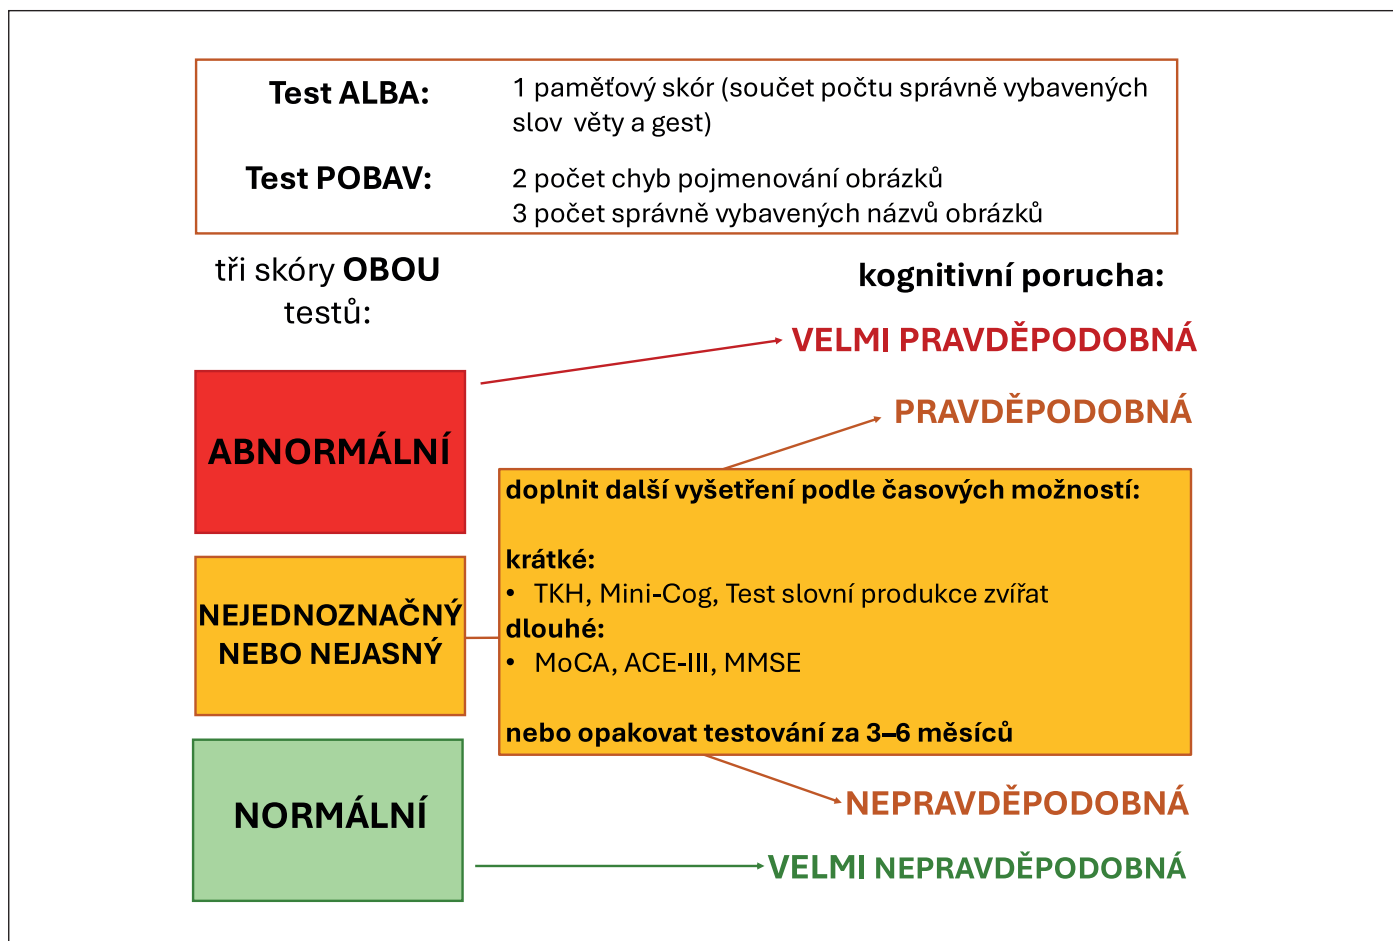 Test ALBA:
1 paměťový skór (součet počtu správně vybavených
slov věty a gest)
Test POBAV:
2 počet chyb pojmenování obrázků
3 počet správně vybavených názvů obrázků
tři skóry OBOU
testů:
kognitivní porucha:
VELMI PRAVDĚPODOBNÁ
ABNORMÁLNÍ
PRAVDĚPODOBNÁ
NEJEDNOZNAČNÝ
NEBO NEJASNÝ
doplnit další vyšetření podle časových možností:
krátké:
• TKH, Mini-Cog, Test slovní produkce zvířat
dlouhé:
• MoCA, ACE-III, MMSE
nebo opakovat testování za 3–6 měsíců
NEPRAVDĚPODOBNÁ
NORMÁLNÍ
VELMI NEPRAVDĚPODOBNÁ